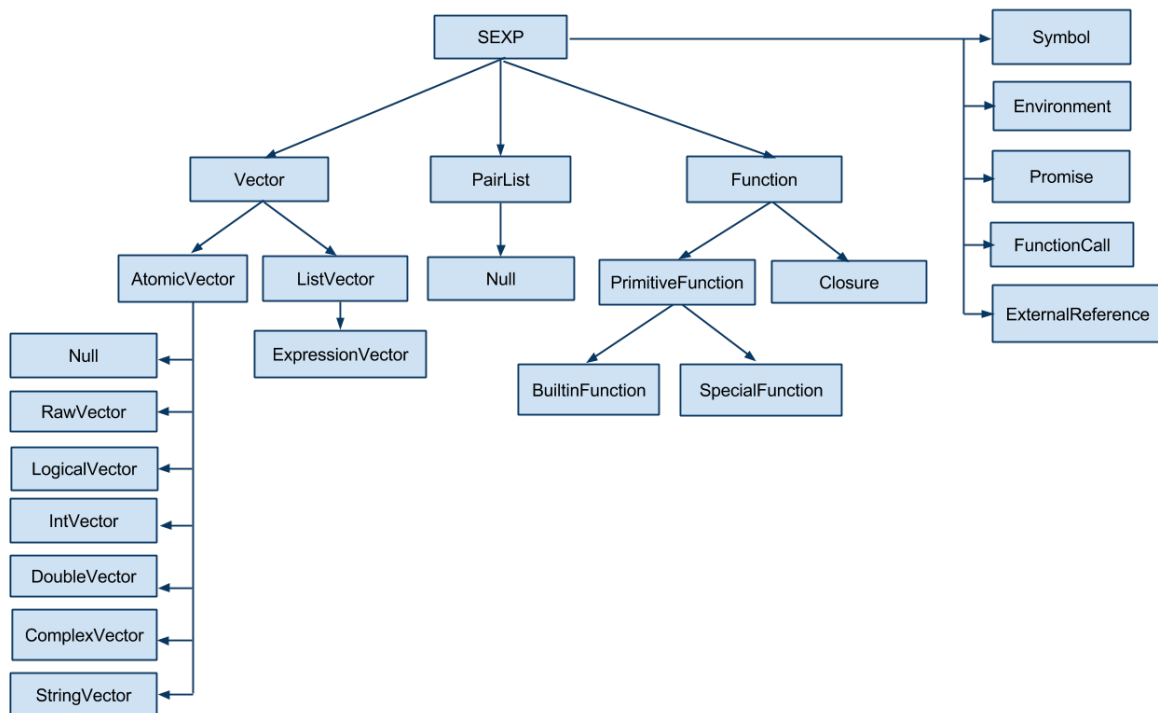 SEXP
Symbol
Environment
Vector
PairList
Function
Promise
FunctionCall
AtomicVector
ListVector
Null
PrimitiveFunction
Closure
ExternalReference
Null
ExpressionVector
BuiltinFunction
SpecialFunction
RawVector
LogicalVector
IntVector
DoubleVector
ComplexVector
StringVector